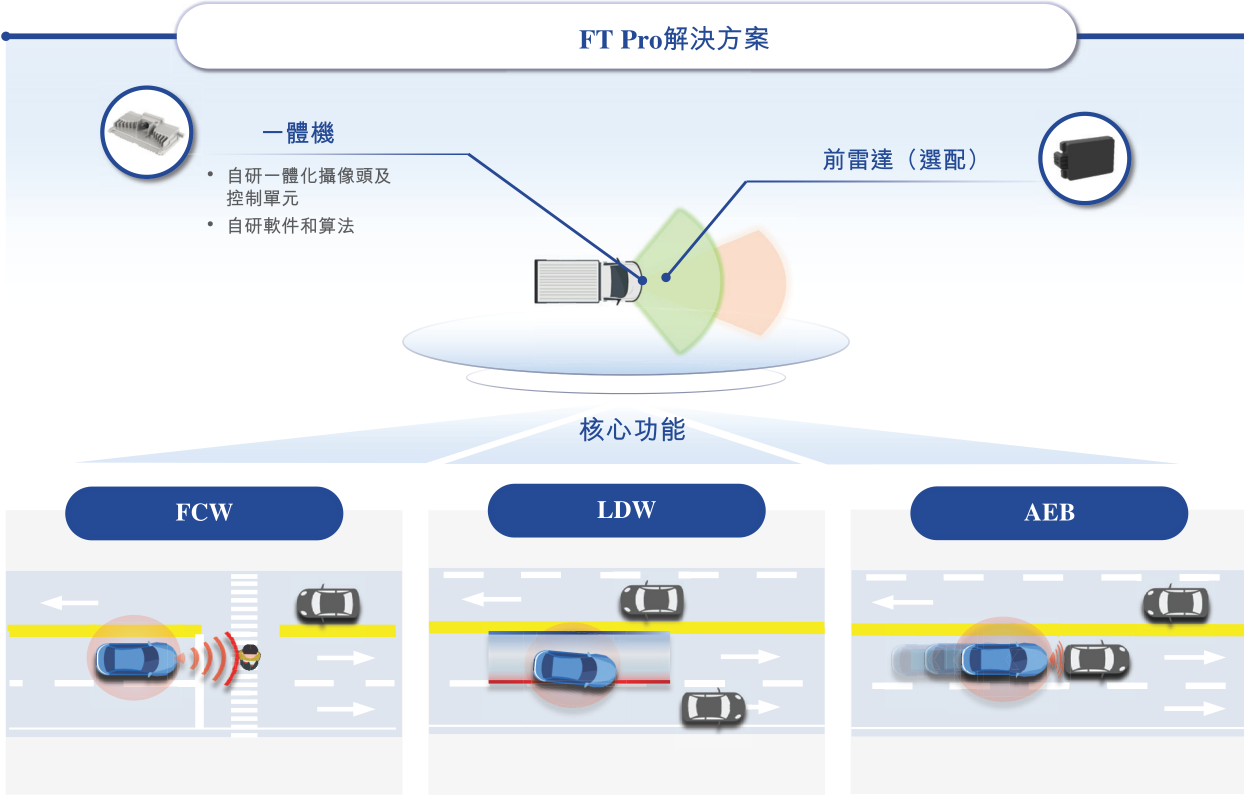 FT Pro解決方案
一體機
• 自研一體化攝像頭及
控制單元
• 自研軟件和算法
前雷達（選配）
核心功能
FCW
LDW
AEB